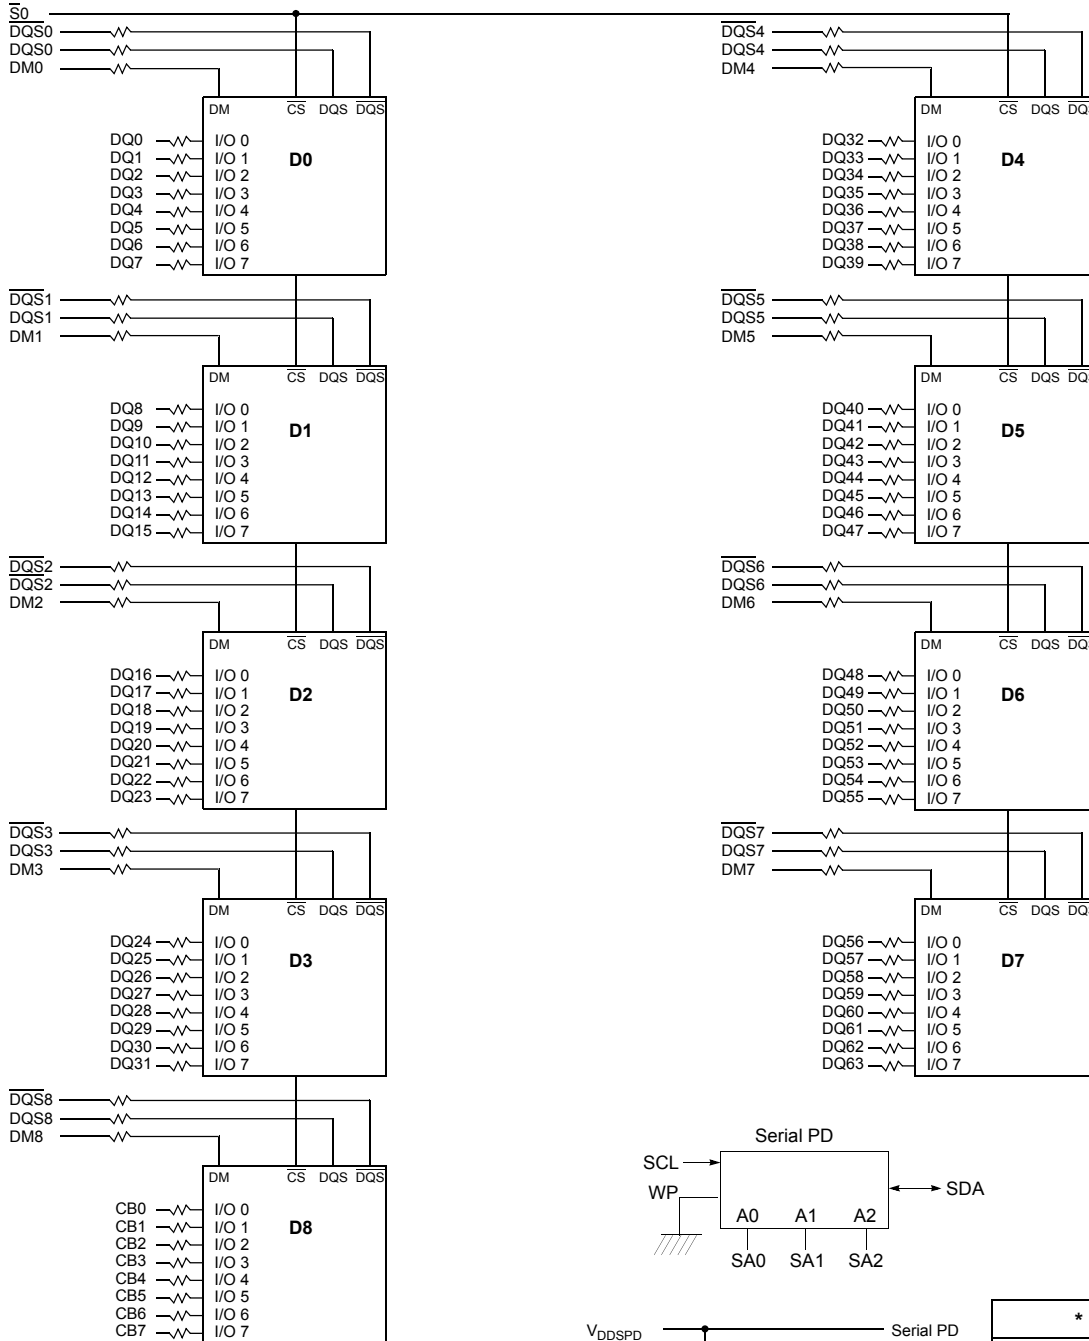 S0
DQS0
DQS0
DM0
DM CS DQS DQS
D0
DQ0 I/O 0
DQ1 I/O 1
DQ2 I/O 2
DQ3 I/O 3
DQ4 I/O 4
DQ5 I/O 5
DQ6 I/O 6
DQ7 I/O 7
DQS1
DQS1
DM1
DM CS DQS DQS
D1
DQ8 I/O 0
DQ9 I/O 1
DQ10 I/O 2
DQ11 I/O 3
DQ12 I/O 4
DQ13 I/O 5
DQ14 I/O 6
DQ15 I/O 7
DQS2
DQS2
DM2
DM CS DQS DQS
D2
DQ16 I/O 0
DQ17 I/O 1
DQ18 I/O 2
DQ19 I/O 3
DQ20 I/O 4
DQ21 I/O 5
DQ22 I/O 6
DQ23 I/O 7
DQS3
DQS3
DM3
DM CS DQS DQS
D3
DQ24 I/O 0
DQ25 I/O 1
DQ26 I/O 2
DQ27 I/O 3
DQ28 I/O 4
DQ29 I/O 5
DQ30 I/O 6
DQ31 I/O 7
DQS8
DQS8
DM8
DM CS DQS DQS
D8
CB0 I/O 0
CB1 I/O 1
CB2 I/O 2
CB3 I/O 3
CB4 I/O 4
CB5 I/O 5
CB6 I/O 6
CB7 I/O 7
DQS4
DQS4
DM4
DM CS DQS DQ
D4
DQ32 I/O 0
DQ33 I/O 1
DQ34 I/O 2
DQ35 I/O 3
DQ36 I/O 4
DQ37 I/O 5
DQ38 I/O 6
DQ39 I/O 7
DQS5
DQS5
DM5
DM CS DQS DQ
D5
DQ40 I/O 0
DQ41 I/O 1
DQ42 I/O 2
DQ43 I/O 3
DQ44 I/O 4
DQ45 I/O 5
DQ46 I/O 6
DQ47 I/O 7
DQS6
DQS6
DM6
DM CS DQS DQ
D6
DQ48 I/O 0
DQ49 I/O 1
DQ50 I/O 2
DQ51 I/O 3
DQ52 I/O 4
DQ53 I/O 5
DQ54 I/O 6
DQ55 I/O 7
DQS7
DQS7
DM7
DM CS DQS DQ
D7
DQ56 I/O 0
DQ57 I/O 1
DQ58 I/O 2
DQ59 I/O 3
DQ60 I/O 4
DQ61 I/O 5
DQ62 I/O 6
DQ63 I/O 7
Serial PD
SCL
WP
SDA
A0 A1 A2
SA0 SA1 SA2
VDDSPD Serial PD
*